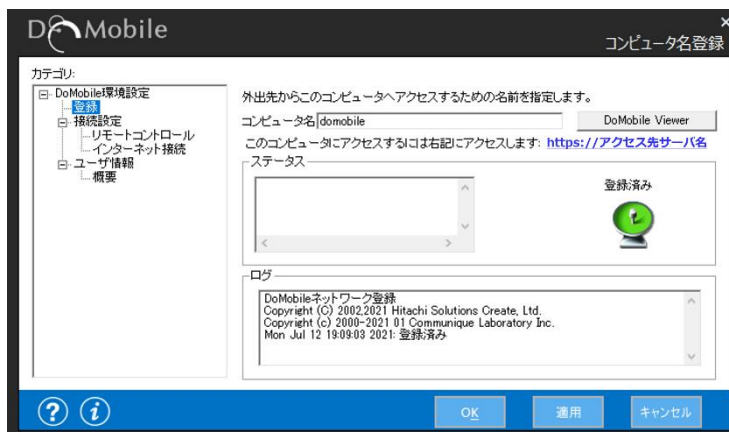 DoMobile
コンピュータ名登録
カテゴリ:
DoMobile環境設定
登録
接続設定
リモートコントロール
インターネット接続
ユーザ情報
概要
外出先からこのコンピュータへアクセスするための名前を指定します。
コンピュータ名 domobile DoMobile Viewer
このコンピュータにアクセスするには右記にアクセスします: https://アクセス先サーバ名
ステータス
登録済み
ログ
DoMobileネットワーク登録
Copyright (C) 2002,2021 Hitachi Solutions Create, Ltd.
Copyright (c) 2000-2021 01 Communique Laboratory Inc.
Mon Jul 12 19:09:03 2021: 登録済み
OK 適用 キャンセル